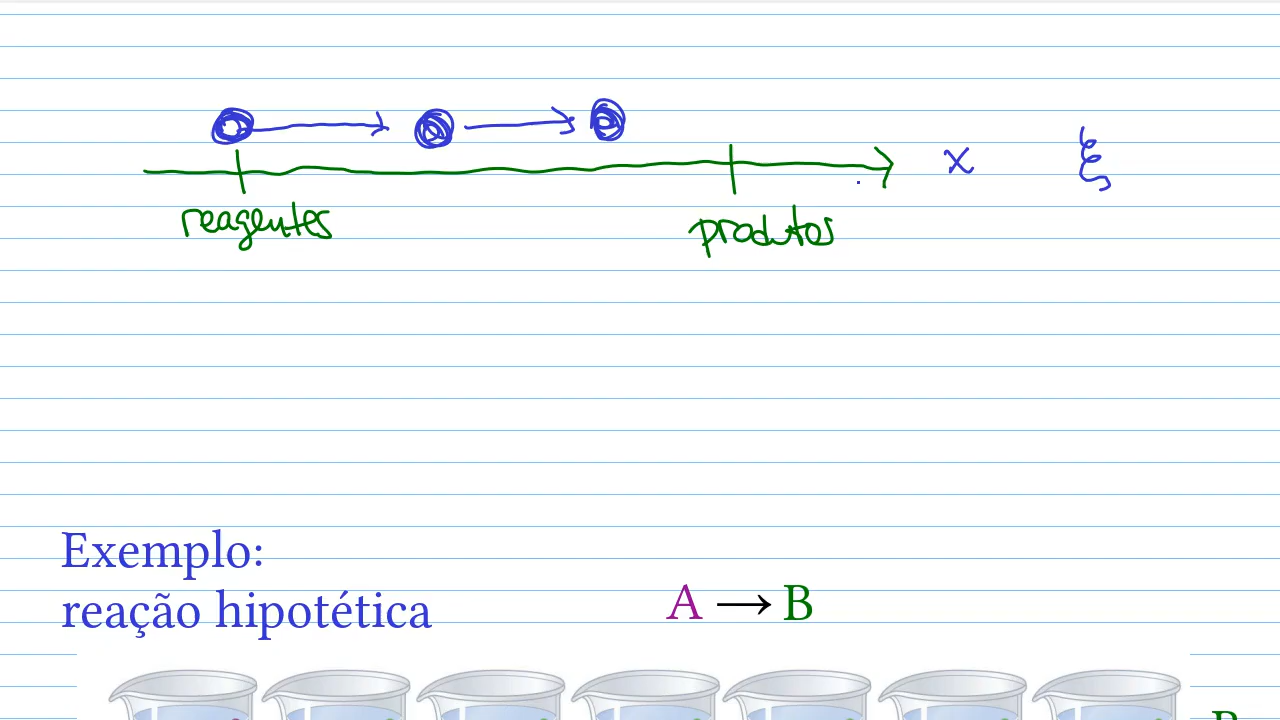 x ξ
reagentes produtos
Exemplo:
reação hipotética
A ⟶ B
B